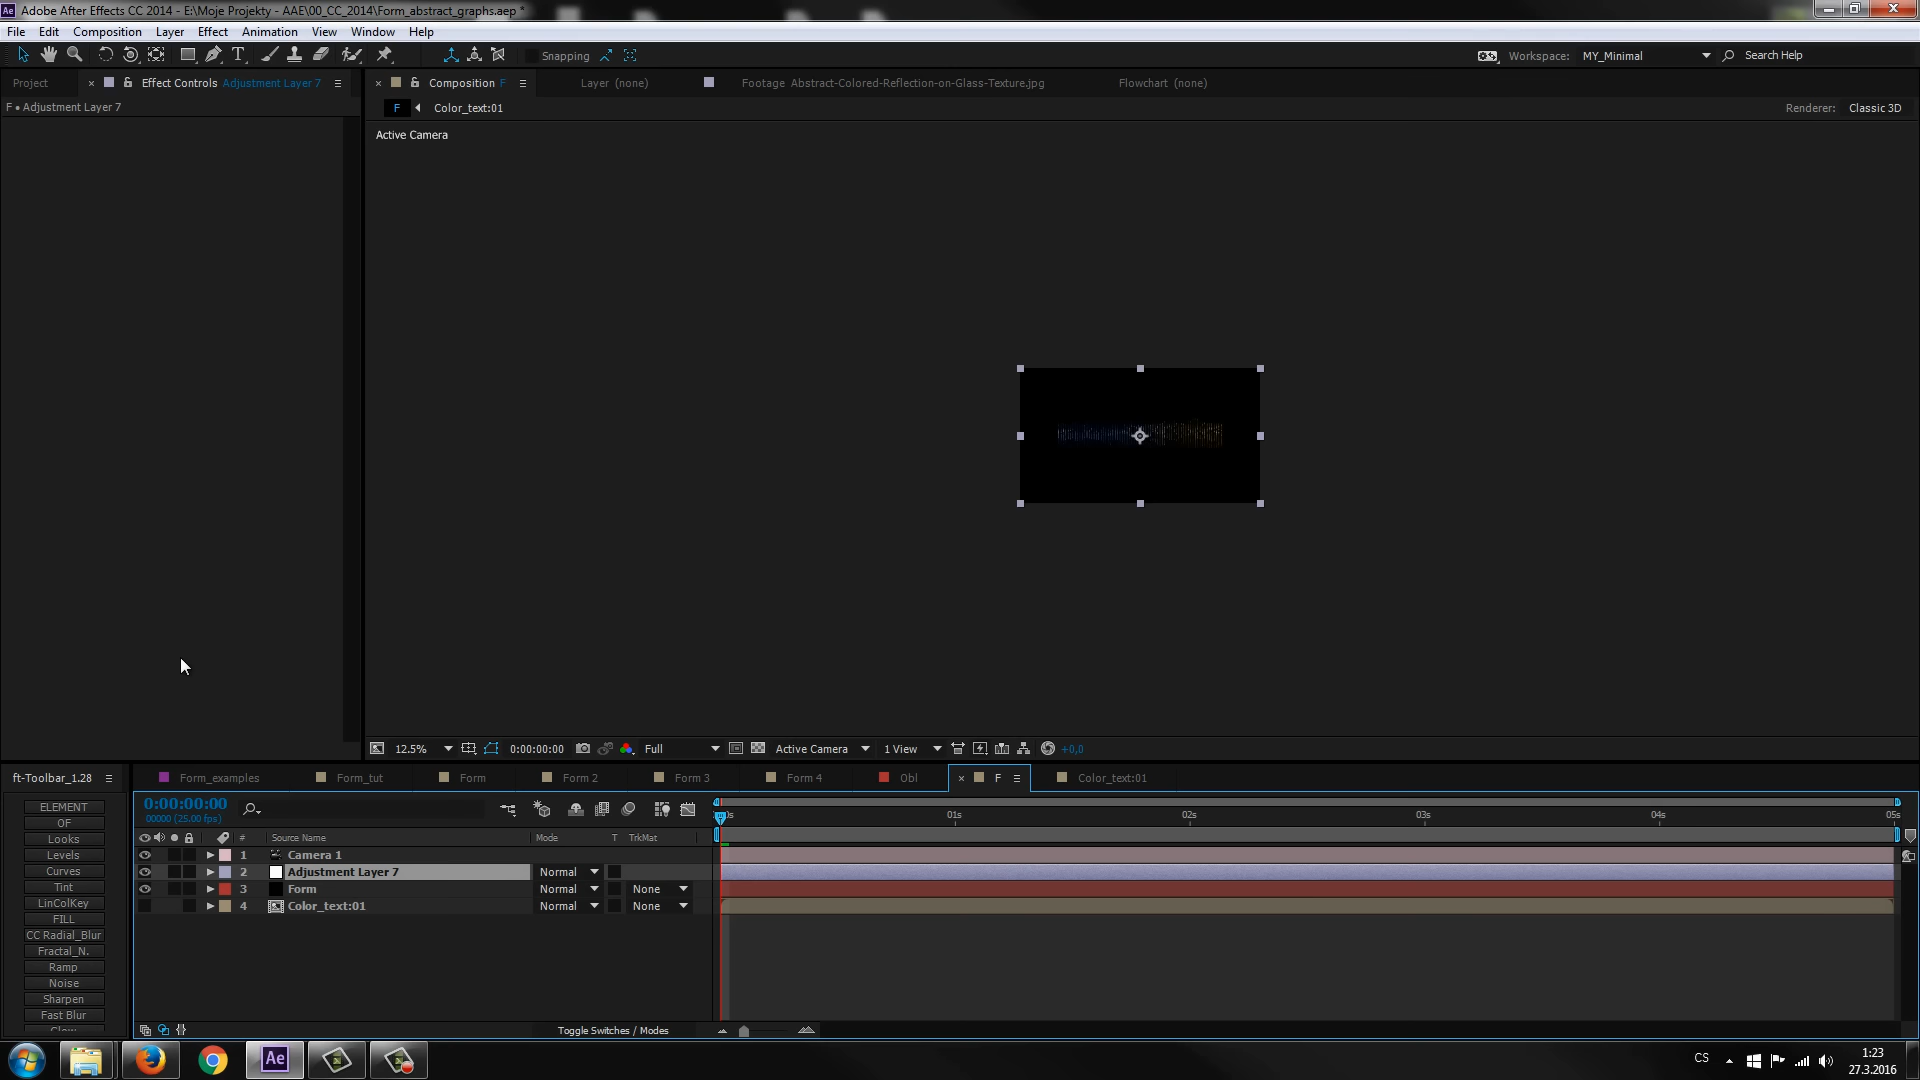 Ae Adobe After Effects CC 2014 - E:\Moje Projekty - AAE\00_CC_2014\Form_abstract_graphs.aep *
File Edit Composition Layer Effect Animation View Window Help
Snapping
Workspace: MY_Minimal
Search Help
Project
Effect Controls Adjustment Layer 7
Composition F
Layer (none)
Footage Abstract-Colored-Reflection-on-Glass-Texture.jpg
Flowchart (none)
F • Adjustment Layer 7
F Color_text:01
Renderer: Classic 3D
Active Camera
12.5% 0:00:00:00 Full Active Camera 1 View +0,0
ft-Toolbar_1.28
Form_examples Form_tut Form Form 2 Form 3 Form 4 Obl F Color_text:01
0:00:00:00
00000 (25.00 fps)
01s 02s 03s 04s 05s
# Source Name Mode T TrkMat
1 Camera 1
2 Adjustment Layer 7 Normal
3 Form Normal None
4 Color_text:01 Normal None
ELEMENT
OF
Looks
Levels
Curves
Tint
LinColKey
FILL
CC Radial_Blur
Fractal_N.
Ramp
Noise
Sharpen
Fast Blur
Toggle Switches / Modes
Ae
CS
1:23
27.3.2016